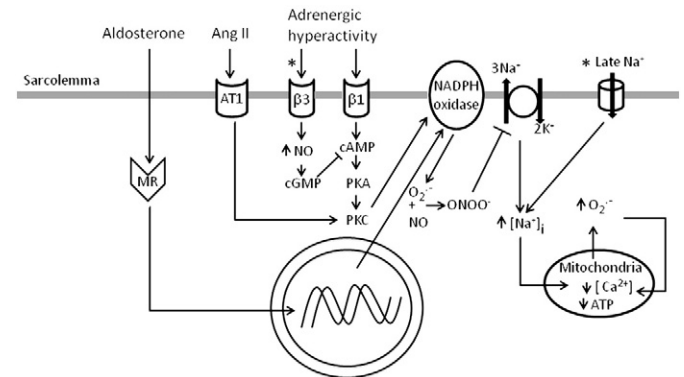 Adrenergic
hyperactivity
Aldosterone
Ang II
3Na⁻
* Late Na⁻
Sarcolemma
*
AT1
β3
β1
NADPH
oxidase
2K⁻
↑ NO
cAMP
MR
cGMP
PKA
O₂·⁻
+
NO
ONOO⁻
PKC
↑ [Na⁻]i
↑ O₂·⁻
Mitochondria
↓ [Ca²⁺]
↓ ATP